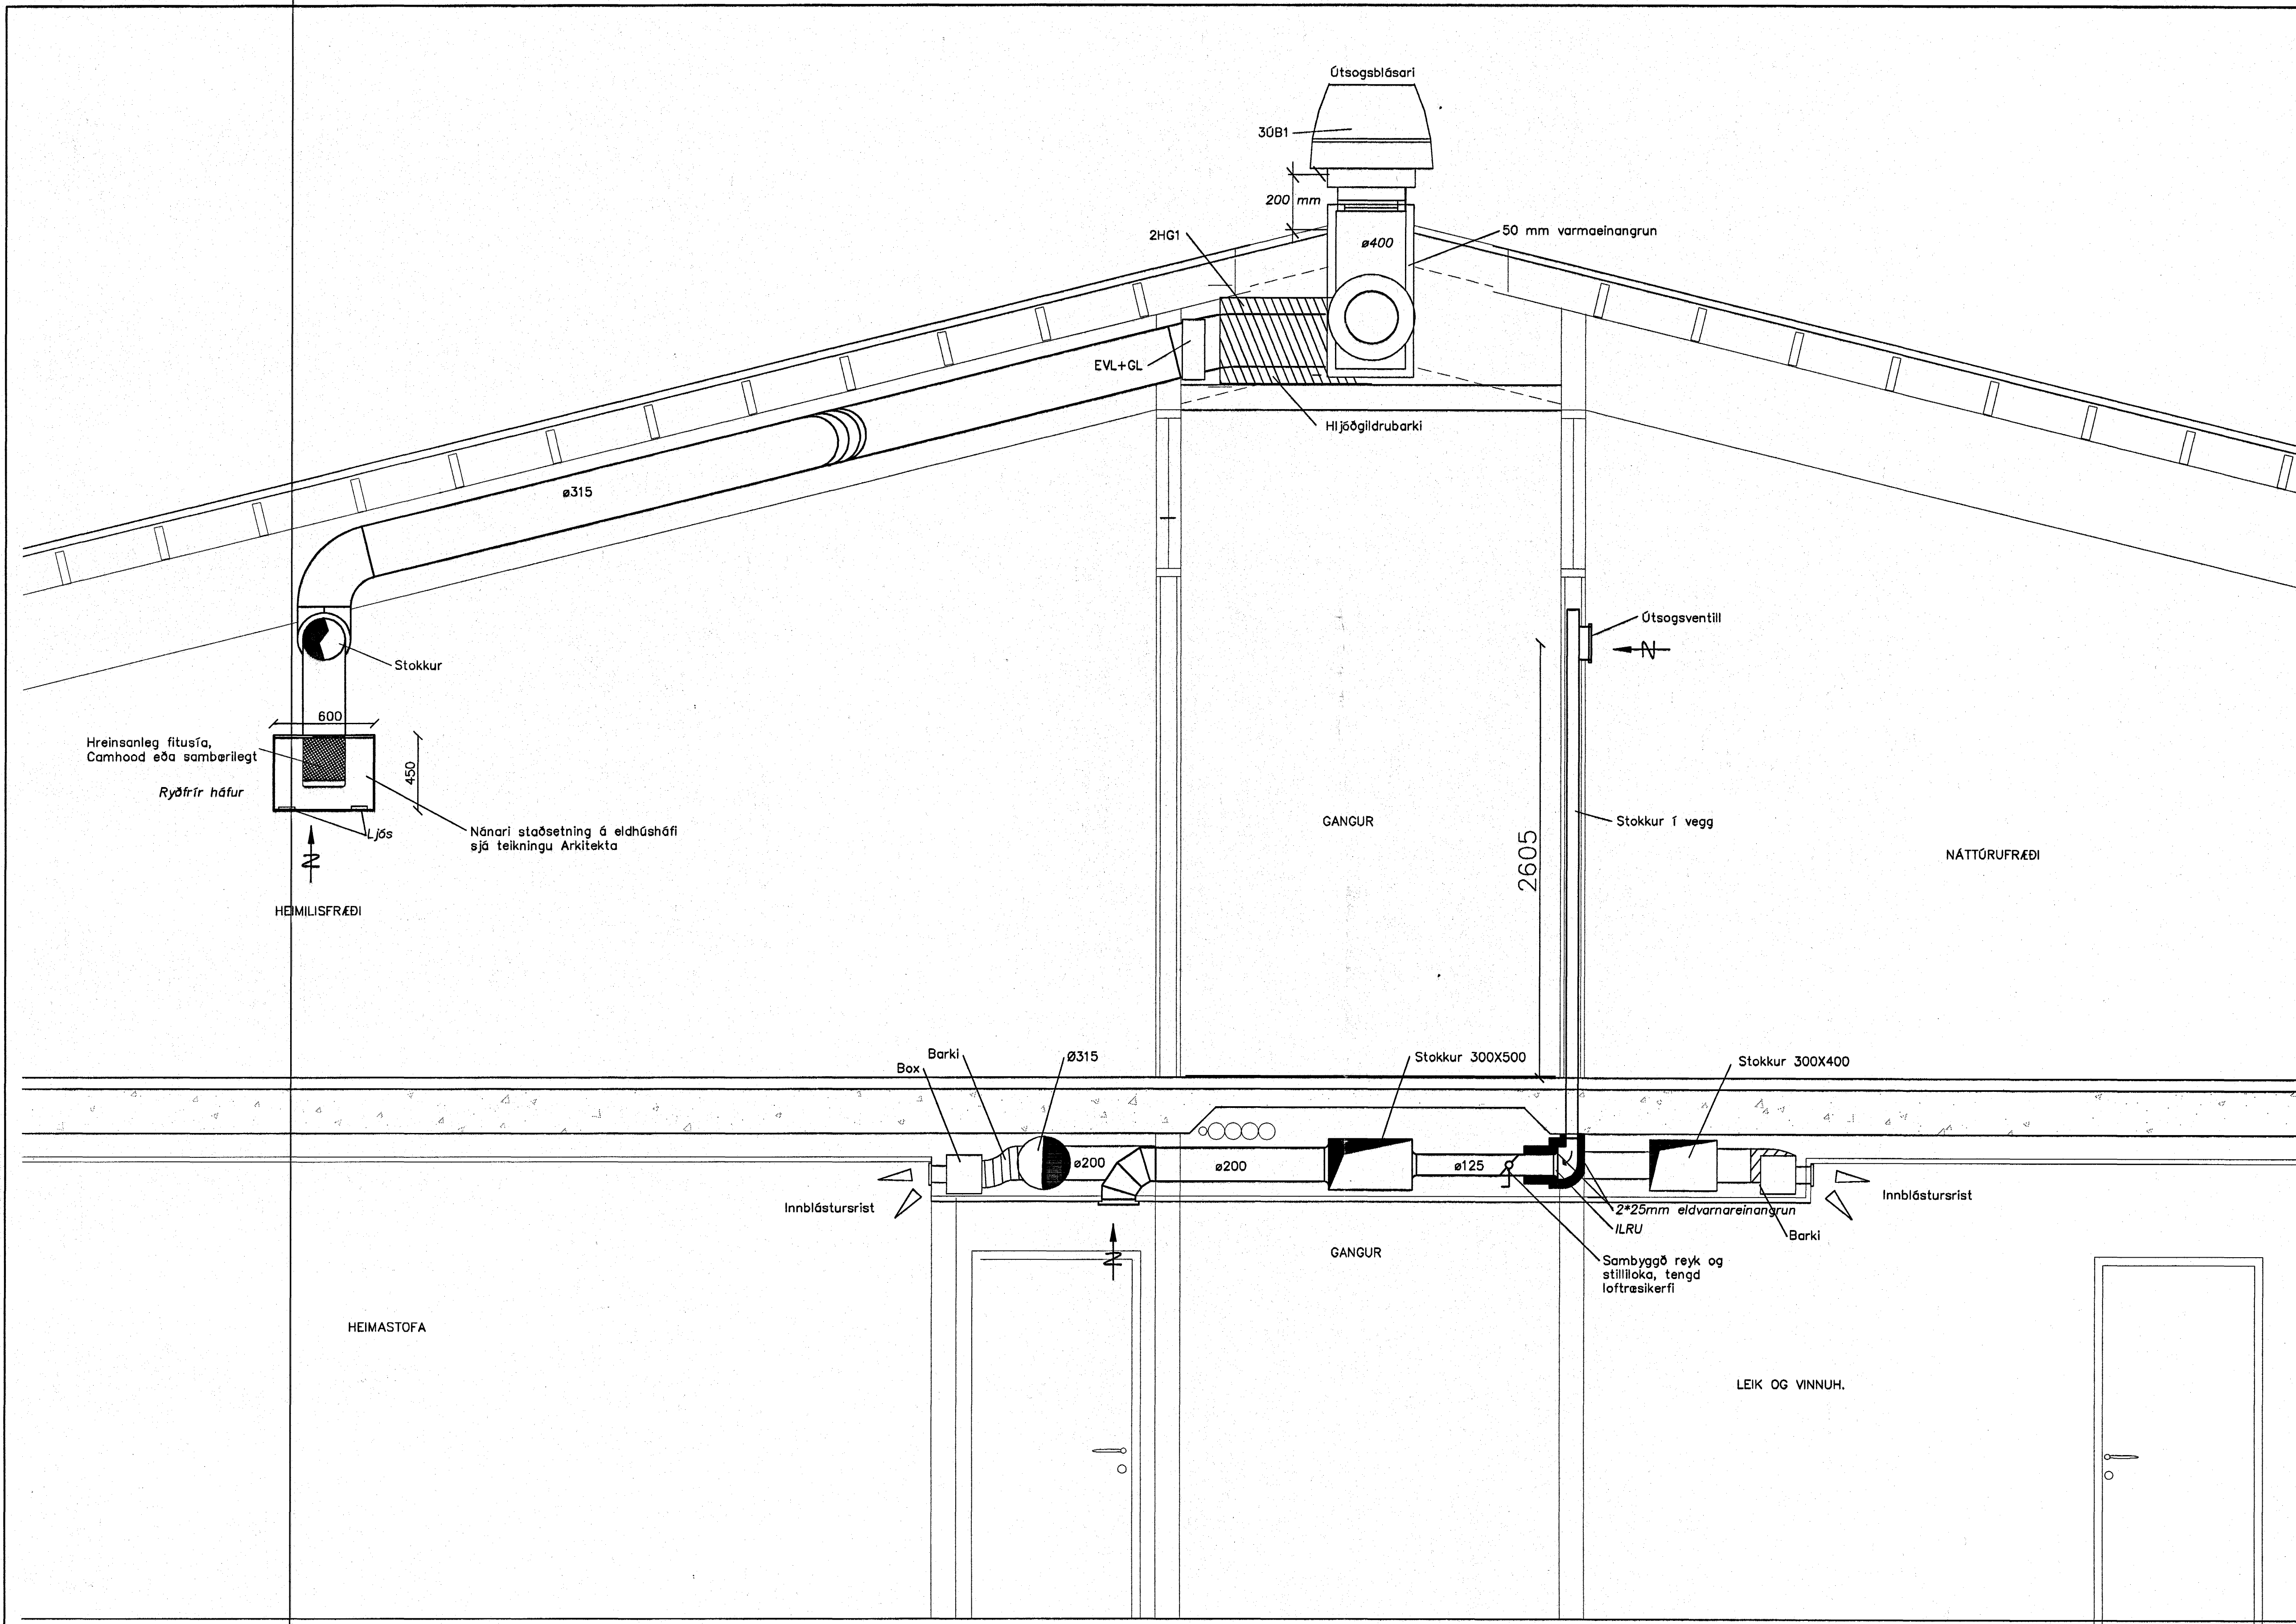 Útsogsblásari
3ÚB1
200 mm
2HG1
ø400
50 mm varmaeinangrun
EVL+GL
Hljóðgildrubarki
ø315
Útsogsventill
Stokkur
600
Hreinsanleg fitusía,
Camhood eða sambærilegt
450
Ryðfrír háfur
Ljós
Nánari staðsetning á eldhúsháfi
sjá teikningu Arkitekta
GANGUR
2605
Stokkur í vegg
NÁTTÚRUFRÆÐI
HEIMILISFRÆÐI
Barki
Ø315
Box
Stokkur 300X500
Stokkur 300X400
ø200
ø200
ø125
Innblástursrist
Innblástursrist
2*25mm eldvarnareinangrun
ILRU
Barki
GANGUR
Sambyggð reyk og
stilliloka, tengd
loftræsikerfi
HEIMASTOFA
LEIK OG VINNUH.